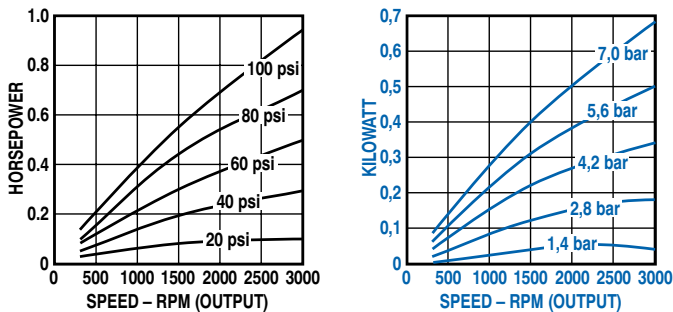 1.0
0.8
0.6
0.4
0.2
0
HORSEPOWER
100 psi
80 psi
60 psi
40 psi
20 psi
0 500 1000 1500 2000 2500 3000
SPEED – RPM (OUTPUT)
0,7
0,6
0,5
0,4
0,3
0,2
0,1
0
KILOWATT
7,0 bar
5,6 bar
4,2 bar
2,8 bar
1,4 bar
0 500 1000 1500 2000 2500 3000
SPEED – RPM (OUTPUT)